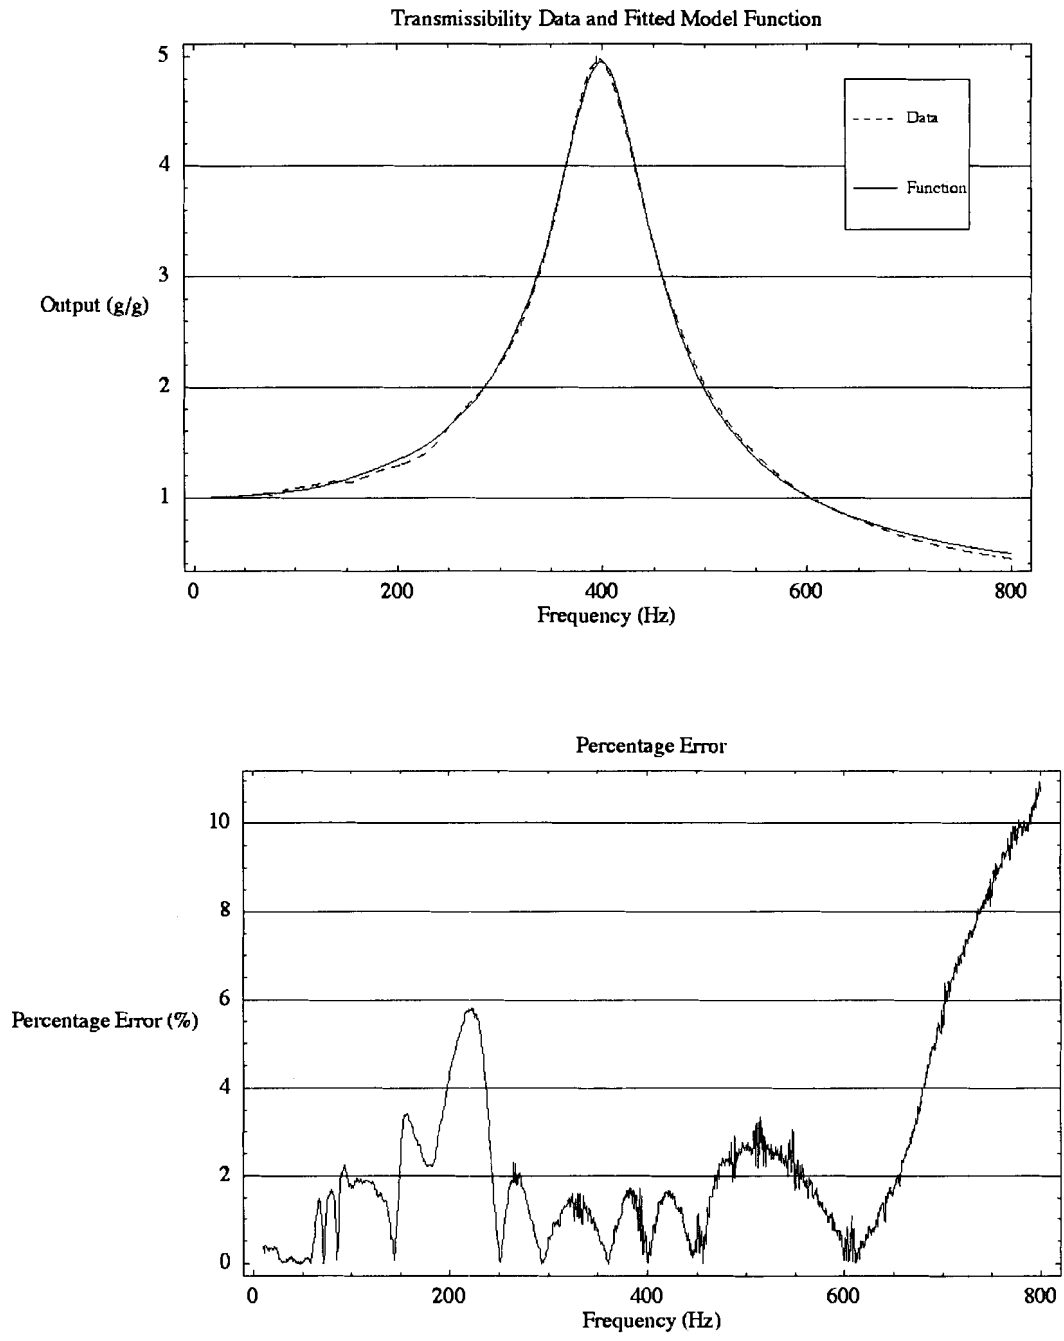 Transmissibility Data and Fitted Model Function
5
4
3
2
1
Output (g/g)
Data
Function
0
200
400
600
800
Frequency (Hz)
Percentage Error
10
8
6
4
2
0
Percentage Error (%)
0
200
400
600
800
Frequency (Hz)